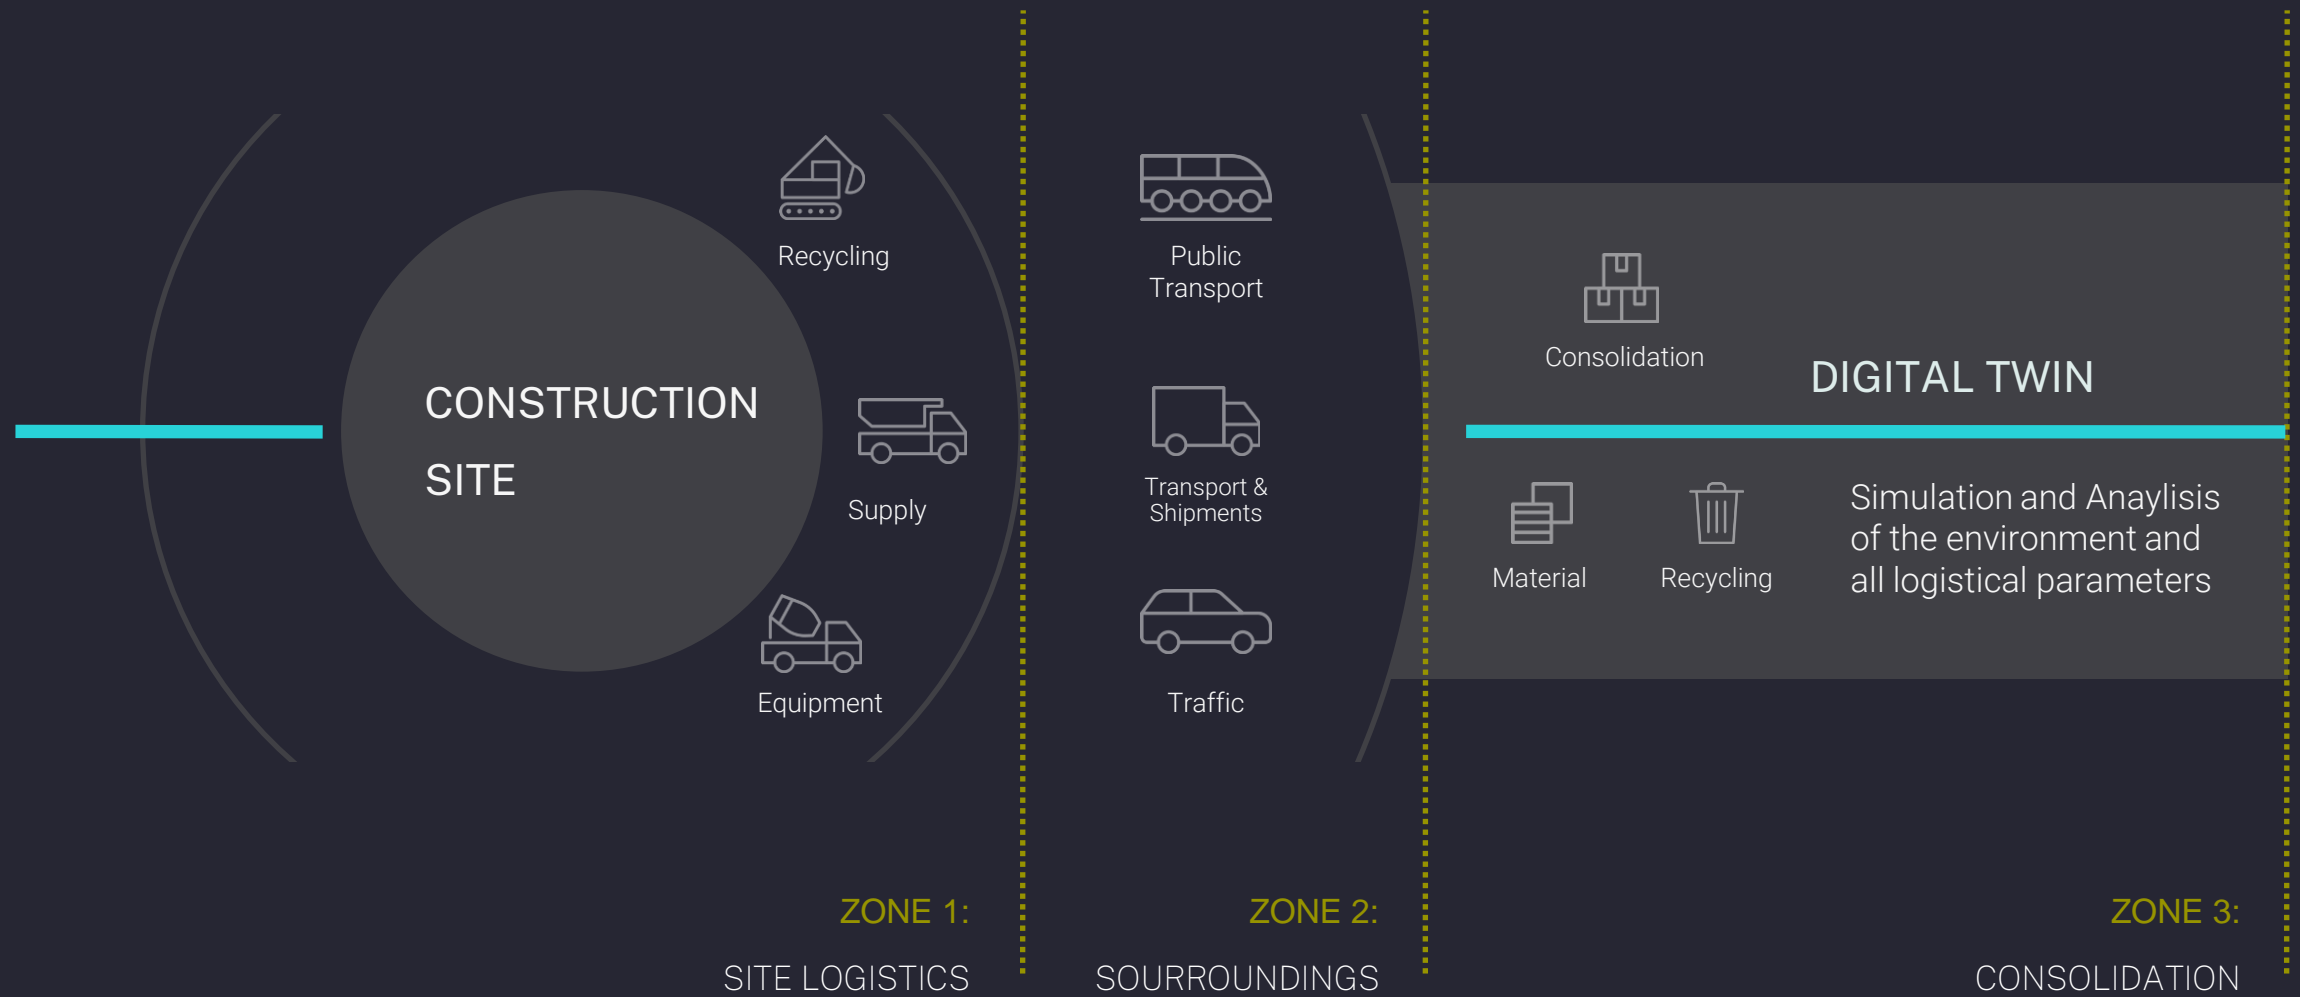 CONSTRUCTION
SITE
Recycling
Supply
Equipment
ZONE 1:
SITE LOGISTICS
Public
Transport
Transport &
Shipments
Traffic
ZONE 2:
SOURROUNDINGS
Consolidation
Material
Recycling
DIGITAL TWIN
Simulation and Anaylisis
of the environment and
all logistical parameters
ZONE 3:
CONSOLIDATION